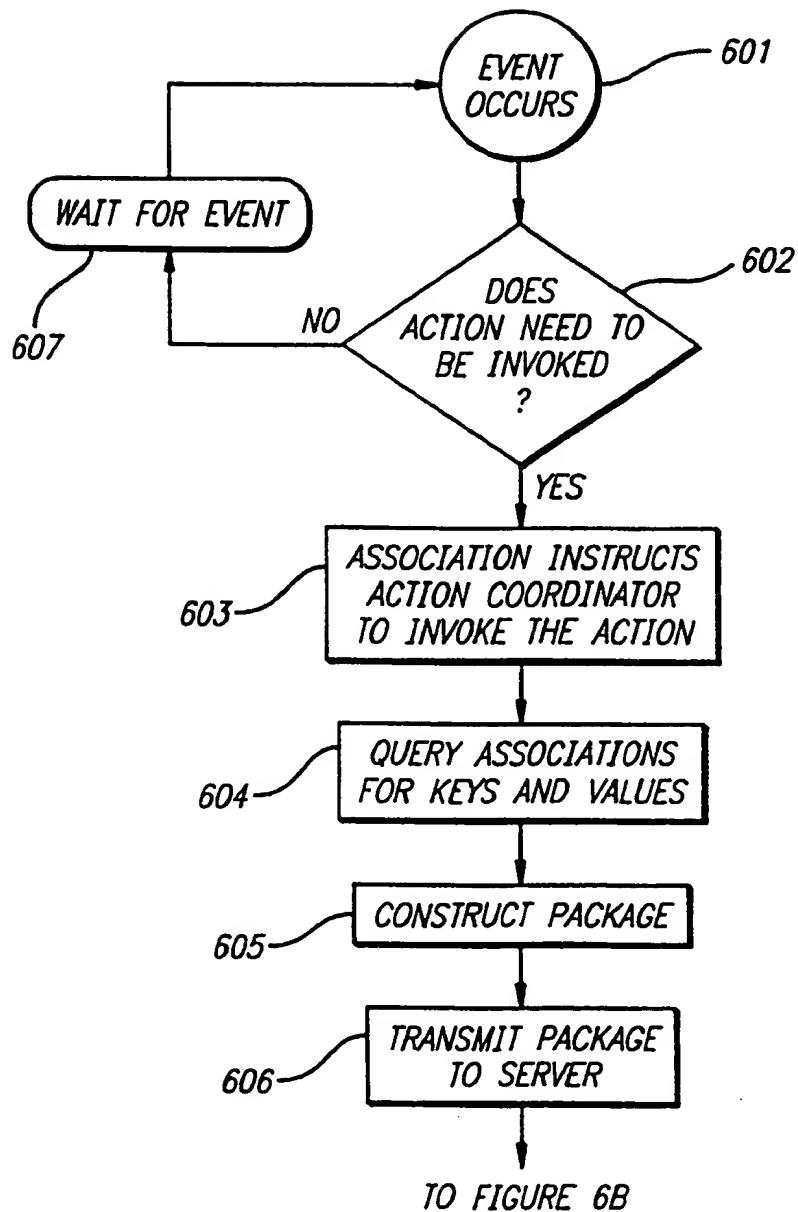 EVENT
OCCURS
601
WAIT FOR EVENT
607
DOES
ACTION NEED TO
BE INVOKED
?
602
NO
YES
ASSOCIATION INSTRUCTS
ACTION COORDINATOR
TO INVOKE THE ACTION
603
QUERY ASSOCIATIONS
FOR KEYS AND VALUES
604
CONSTRUCT PACKAGE
605
TRANSMIT PACKAGE
TO SERVER
606
TO FIGURE 6B